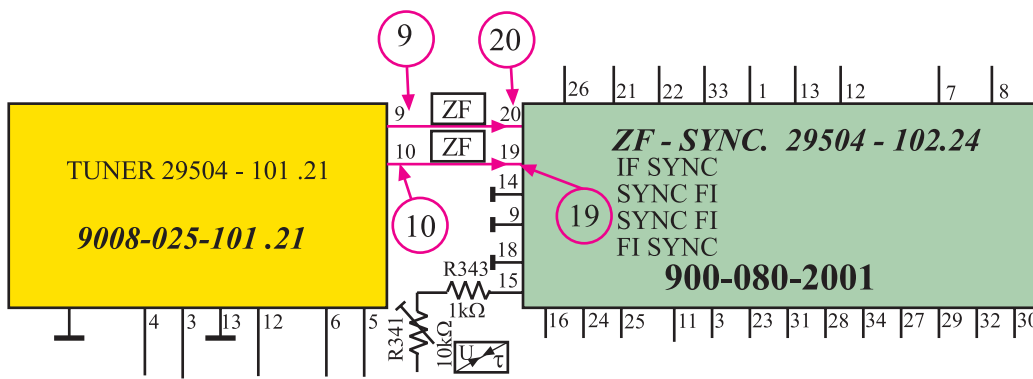 9 20
26 21 22 33 1 13 12 7 8
9 ZF 20
10 ZF 19
ZF - SYNC. 29504 - 102.24
TUNER 29504 - 101 .21
IF SYNC
14
SYNC FI
10
19
9
SYNC FI
9008-025-101 .21
FI SYNC
18
R343
15
900-080-2001
1kΩ
4 3 13 12 6 5
R341
10kΩ
U τ
16 24 25 11 3 23 31 28 34 27 29 32 30